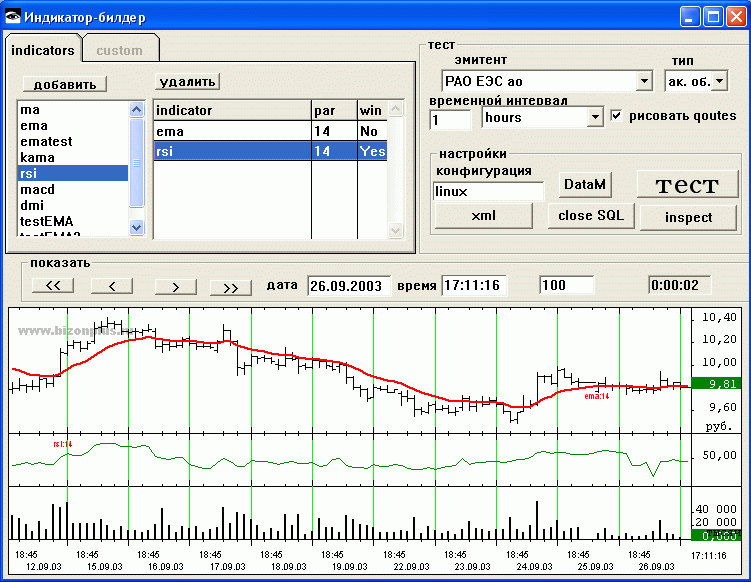 Индикатор-билдер
indicators custom
добавить удалить
ma
ema
ematest
kama
rsi
macd
dmi
testEMA
indicator par win
ema 14 No
rsi 14 Yes
тест
эмитент тип
РАО ЕЭС ао ак. об.
временной интервал
1 hours рисовать qoutes
настройки
конфигурация
linux DataM тест
xml close SQL inspect
показать
<< < > >> дата 26.09.2003 время 17:11:16 100 0:00:02
www.bizonplus.
10,40
10,20
10,00
9,81
9,60
руб.
ema:14
rsi:14
50,00
40 000
20 000
18:45 18:45 18:45 18:45 18:45 18:45 18:45 18:45 18:45 18:45 18:45 17:11:16
12.09.03 15.09.03 16.09.03 17.09.03 18.09.03 19.09.03 22.09.03 23.09.03 24.09.03 25.09.03 26.09.03